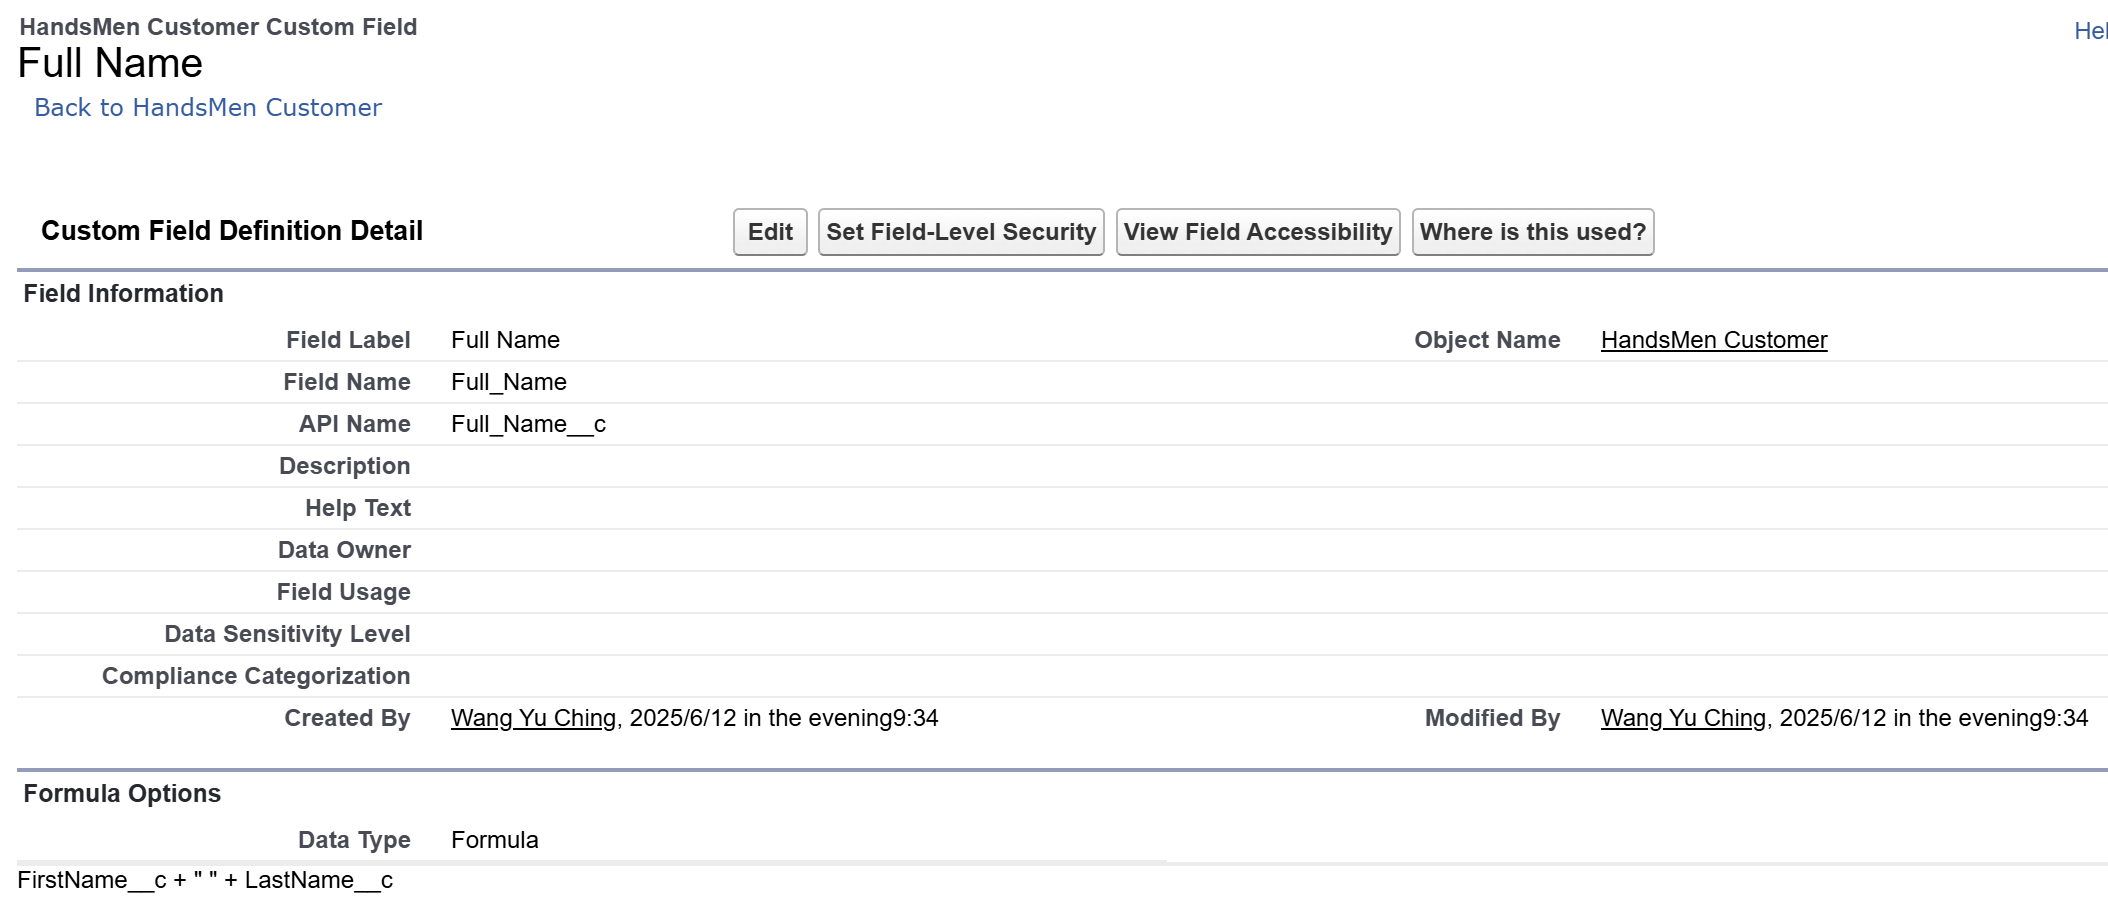 HandsMen Customer Custom Field
Hel
Full Name
Back to HandsMen Customer
Custom Field Definition Detail Edit Set Field-Level Security View Field Accessibility Where is this used?
Field Information
Field Label Full Name Object Name HandsMen Customer
Field Name Full_Name
API Name Full_Name__c
Description
Help Text
Data Owner
Field Usage
Data Sensitivity Level
Compliance Categorization
Created By Wang Yu Ching, 2025/6/12 in the evening9:34 Modified By Wang Yu Ching, 2025/6/12 in the evening9:34
Formula Options
Data Type Formula
FirstName__c + " " + LastName__c